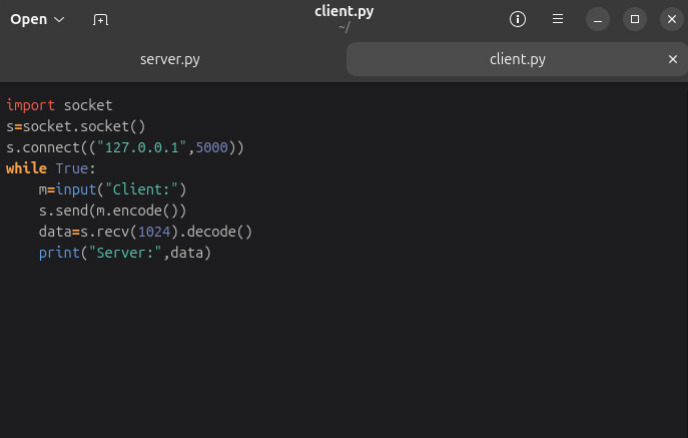 Open
client.py
~/
server.py
client.py
import socket
s=socket.socket()
s.connect(("127.0.0.1",5000))
while True:
    m=input("Client:")
    s.send(m.encode())
    data=s.recv(1024).decode()
    print("Server:",data)